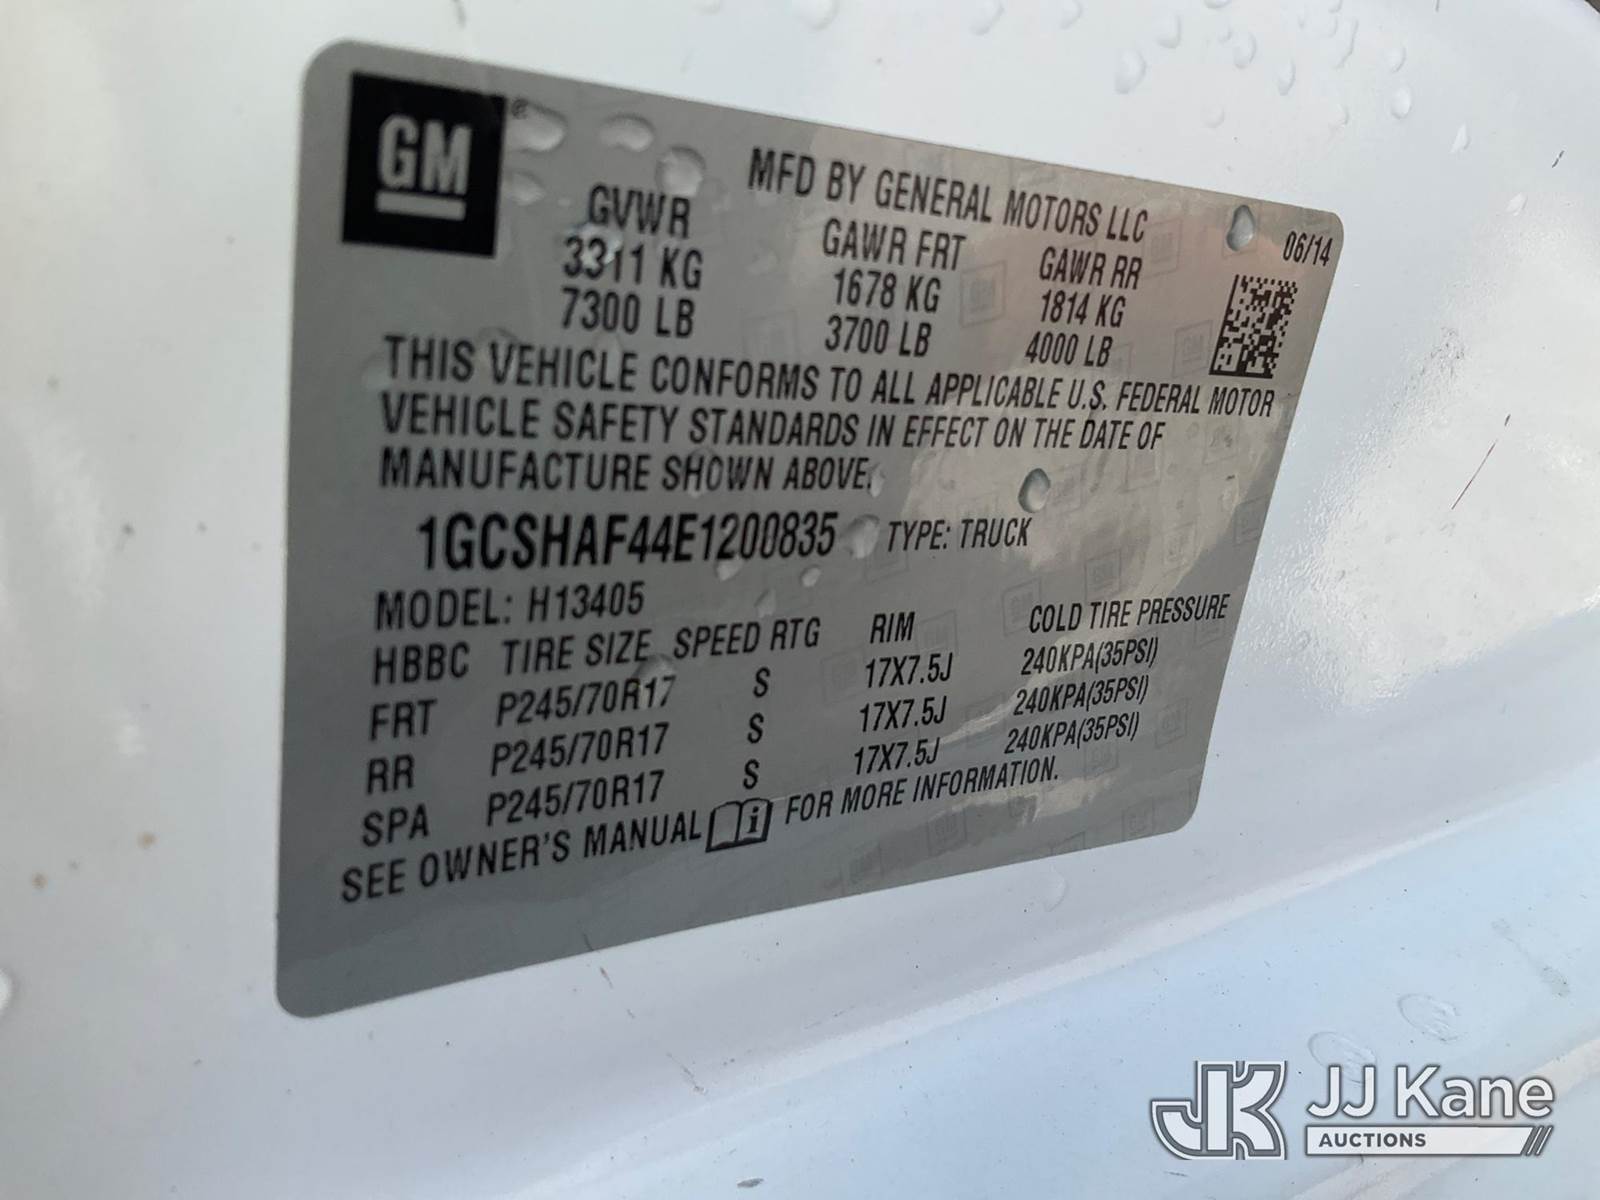 GM ®
MFD BY GENERAL MOTORS LLC
06/14
GVWR GAWR FRT GAWR RR
3311 KG 1678 KG 1814 KG
7300 LB 3700 LB 4000 LB
THIS VEHICLE CONFORMS TO ALL APPLICABLE U.S. FEDERAL MOTOR
VEHICLE SAFETY STANDARDS IN EFFECT ON THE DATE OF
MANUFACTURE SHOWN ABOVE.
1GCSHAF44E1200835 TYPE: TRUCK
MODEL: H13405
HBBC TIRE SIZE SPEED RTG RIM COLD TIRE PRESSURE
FRT P245/70R17 S 17X7.5J 240KPA(35PSI)
RR P245/70R17 S 17X7.5J 240KPA(35PSI)
SPA P245/70R17 S 17X7.5J 240KPA(35PSI)
SEE OWNER'S MANUAL i FOR MORE INFORMATION.
JK JJ Kane
AUCTIONS